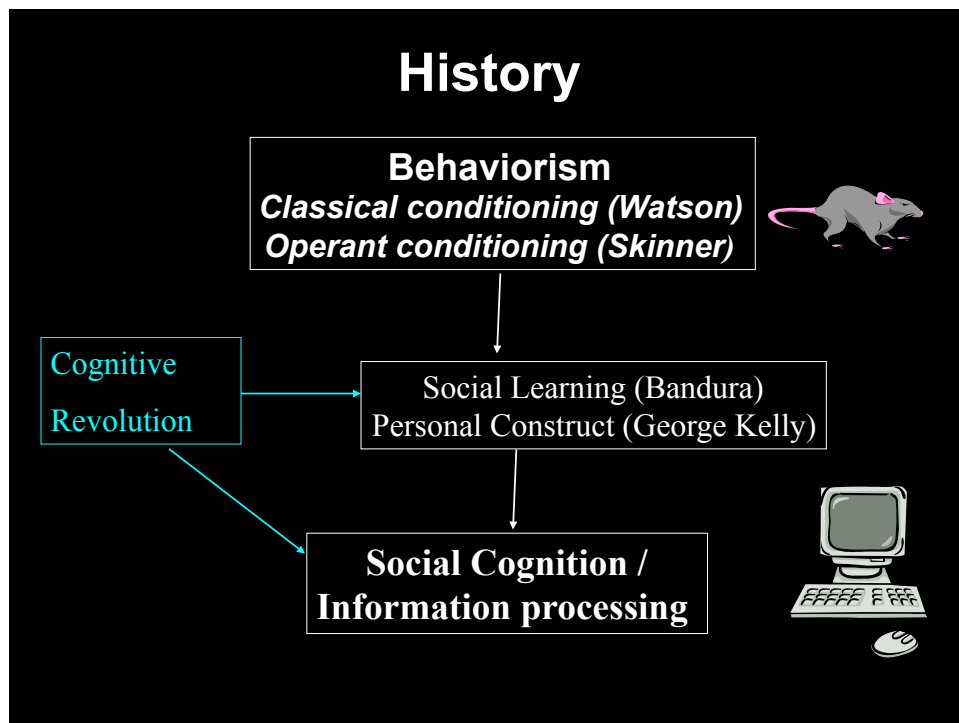 History
Behaviorism
Classical conditioning (Watson)
Operant conditioning (Skinner)
Cognitive
Revolution
Social Learning (Bandura)
Personal Construct (George Kelly)
Social Cognition /
Information processing